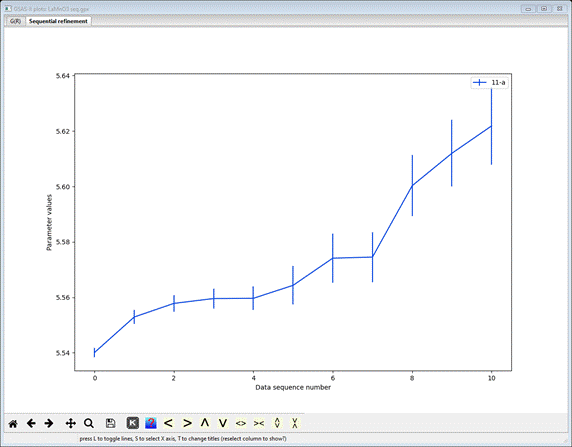 GSAS-II plots: LaMnO3 seq.gpx
G(R) Sequential refinement
11-a
5.64
5.62
5.60
5.58
5.56
5.54
Parameter values
0 2 4 6 8 10
Data sequence number
K
press L to toggle lines, S to select X axis, T to change titles (reselect column to show?)